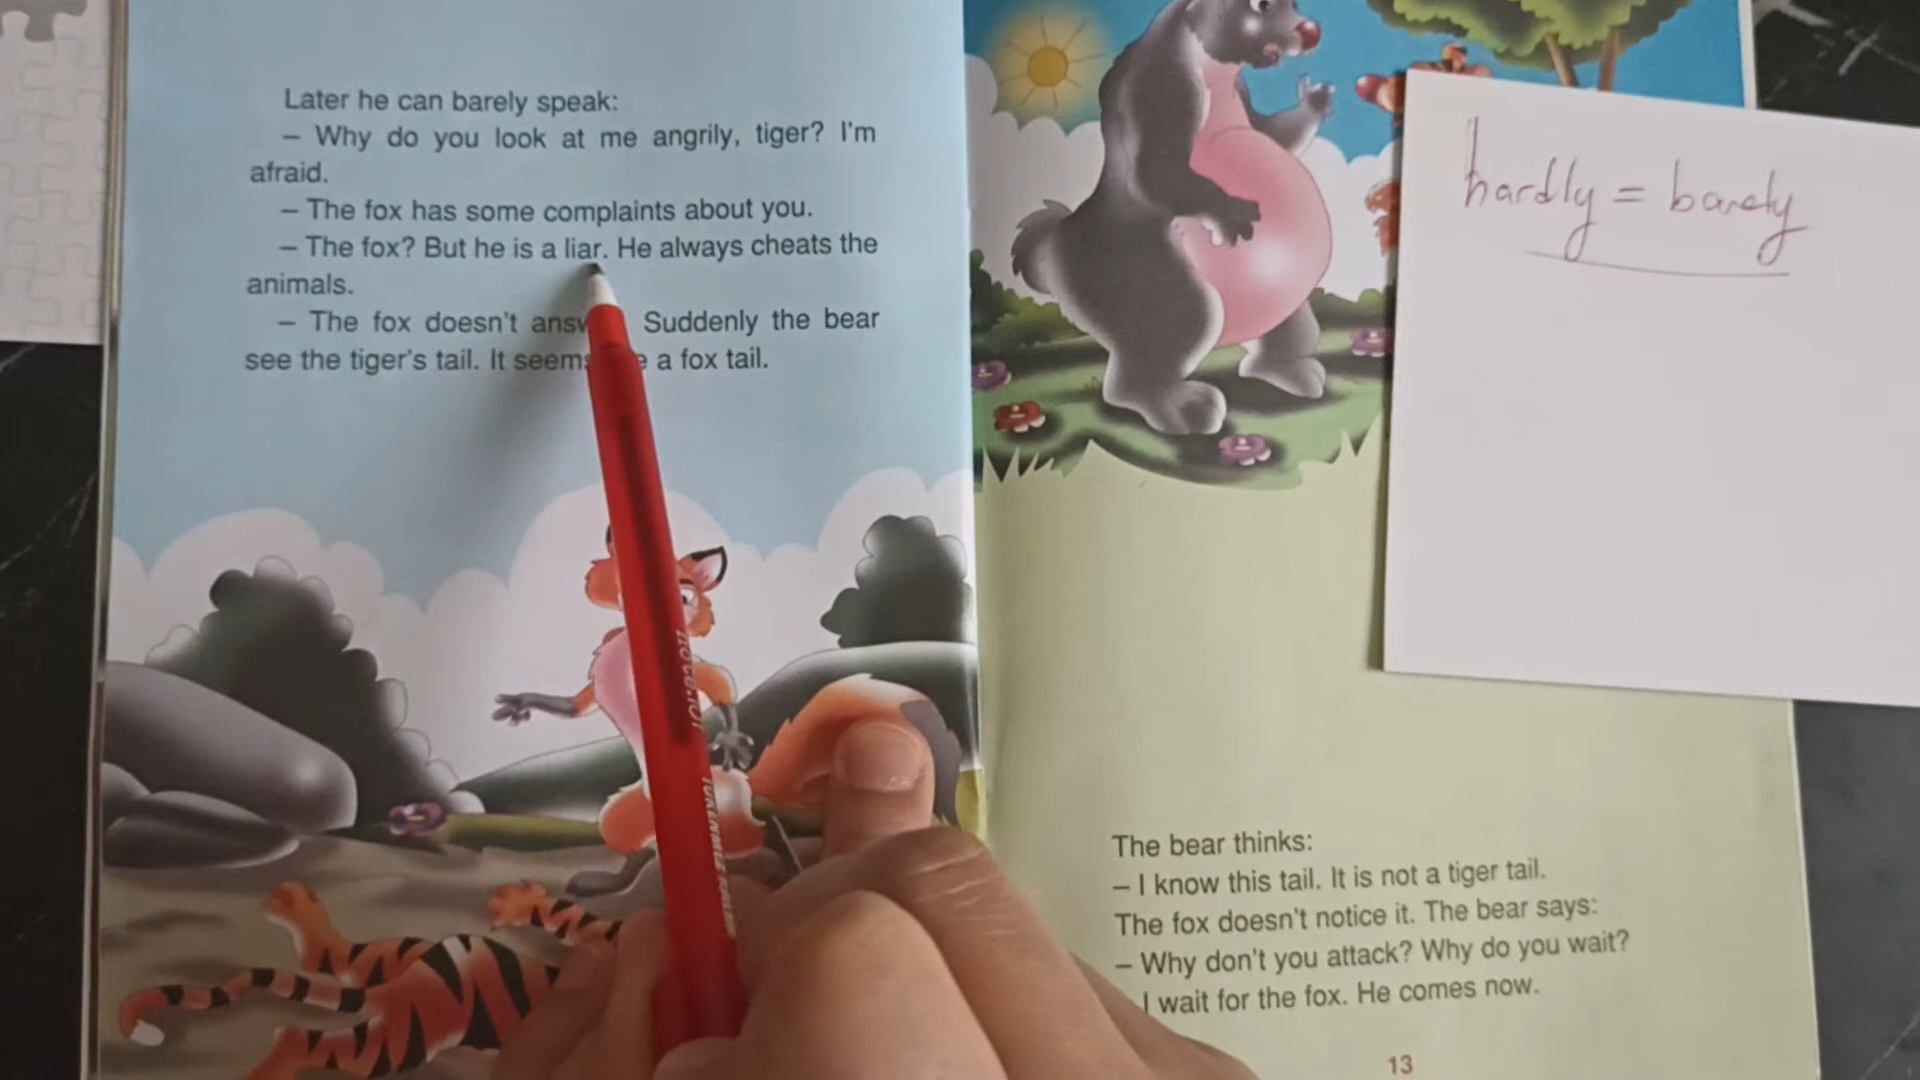 Later he can barely speak:
– Why do you look at me angrily, tiger? I'm
afraid.
– The fox has some complaints about you.
– The fox? But he is a liar. He always cheats the
animals.
– The fox doesn't Suddenly the bear
see the tiger's tail. It a fox tail.
hardly = barely
The bear thinks:
– I know this tail. It is not a tiger tail.
The fox doesn't notice it. The bear says:
– Why don't you attack? Why do you wait?
I wait for the fox. He comes now.
13